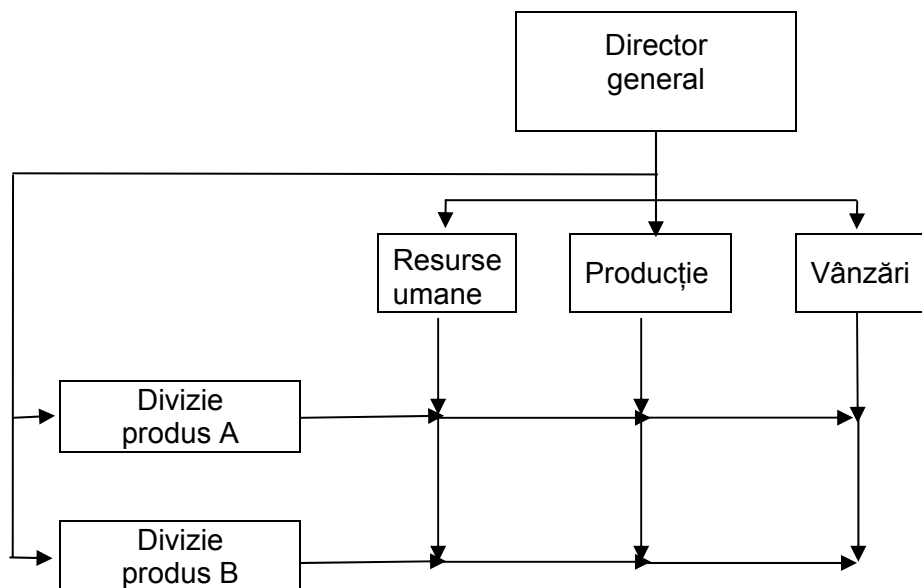 Director
general
Resurse
umane
Producție
Vânzări
Divizie
produs A
Divizie
produs B